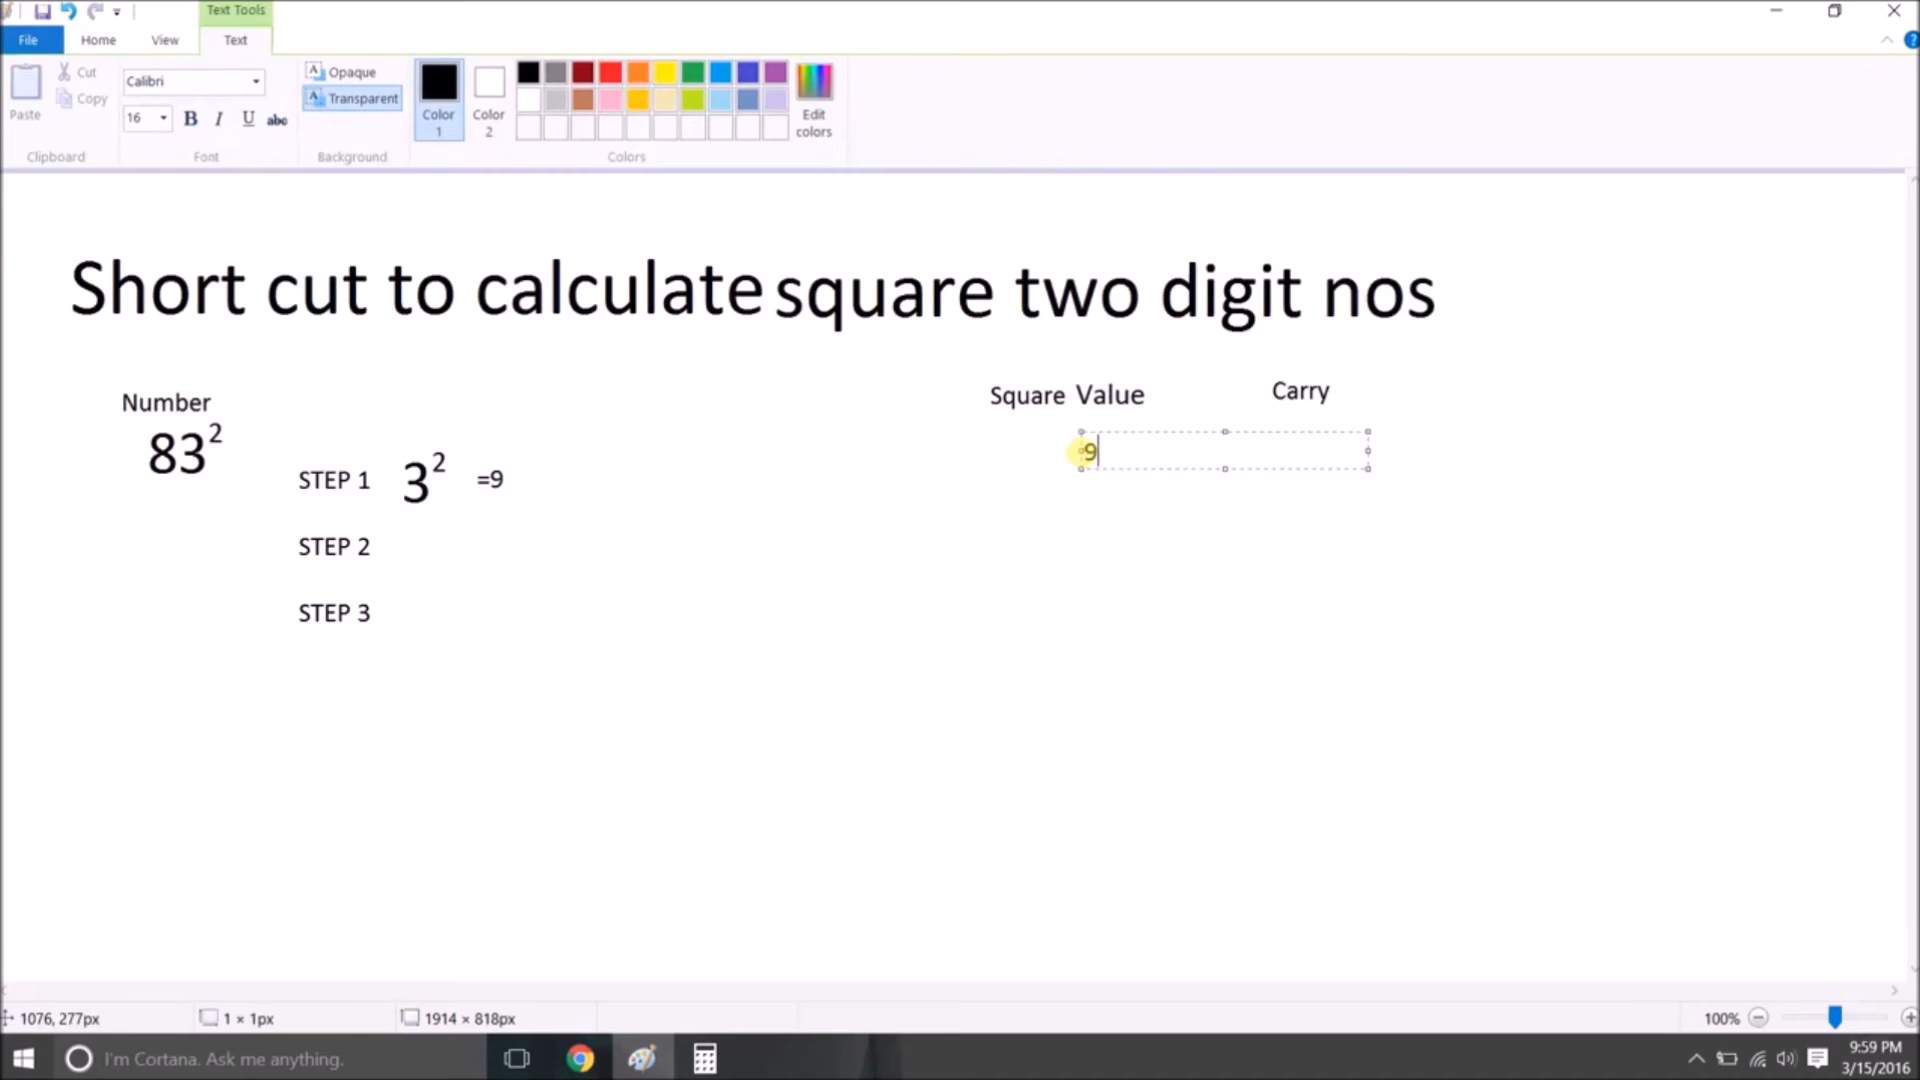 Text Tools
File Home View Text
Paste Cut Copy
Calibri
16 B I U abc
Opaque
Transparent
Color 1
Color 2
Edit colors
Clipboard Font Background Colors
Short cut to calculate square two digit nos
Number
83²
Square Value Carry
9
STEP 1 3² =9
STEP 2
STEP 3
1076, 277px 1 × 1px 1914 × 818px 100%
I'm Cortana. Ask me anything.
9:59 PM
3/15/2016